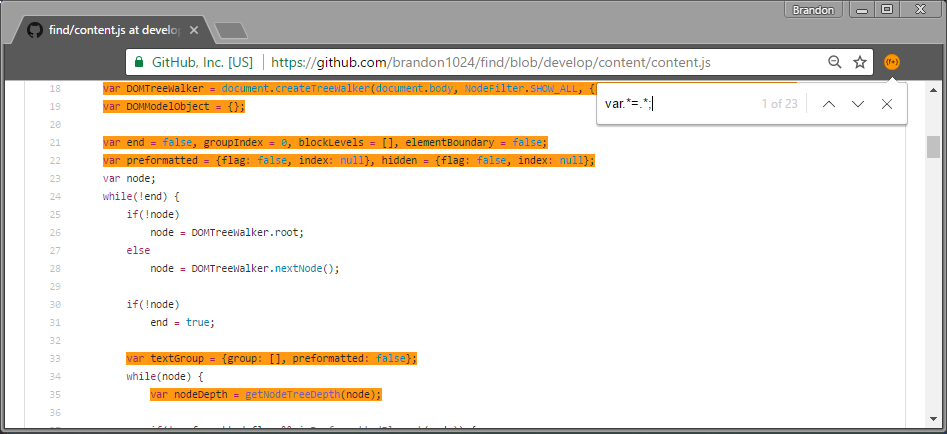 Brandon
find/content.js at develop
GitHub, Inc. [US] https://github.com/brandon1024/find/blob/develop/content/content.js
var.*=.*; 1 of 23
18 var DOMTreeWalker = document.createTreeWalker(document.body, NodeFilter.SHOW_ALL, {
19 var DOMModelObject = {};
20
21 var end = false, groupIndex = 0, blockLevels = [], elementBoundary = false;
22 var preformatted = {flag: false, index: null}, hidden = {flag: false, index: null};
23 var node;
24 while(!end) {
25 if(!node)
26 node = DOMTreeWalker.root;
27 else
28 node = DOMTreeWalker.nextNode();
29
30 if(!node)
31 end = true;
32
33 var textGroup = {group: [], preformatted: false};
34 while(node) {
35 var nodeDepth = getNodeTreeDepth(node);
36